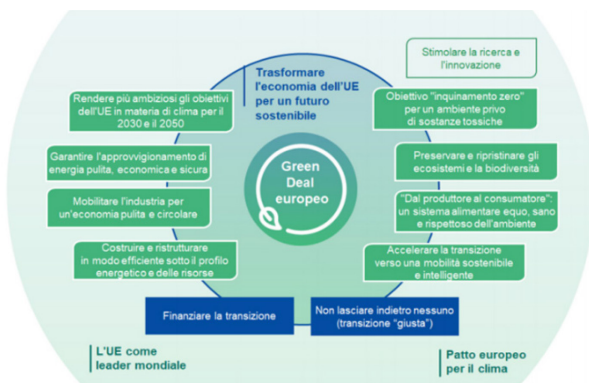 Stimolare la ricerca e
l'innovazione
Trasformare
l'economia dell'UE
per un futuro
sostenibile
Rendere più ambiziosi gli obiettivi
dell'UE in materia di clima per il
2030 e il 2050
Obiettivo "inquinamento zero"
per un ambiente privo
di sostanze tossiche
Garantire l'approvvigionamento di
energia pulita, economica e sicura
Green
Deal
europeo
Preservare e ripristinare gli
ecosistemi e la biodiversità
Mobilitare l'industria per
un'economia pulita e circolare
"Dal produttore al consumatore":
un sistema alimentare equo, sano
e rispettoso dell'ambiente
Costruire e ristrutturare
in modo efficiente sotto il profilo
energetico e delle risorse
Accelerare la transizione
verso una mobilità sostenibile
e intelligente
Finanziare la transizione
Non lasciare indietro nessuno
(transizione "giusta")
L'UE come
leader mondiale
Patto europeo
per il clima